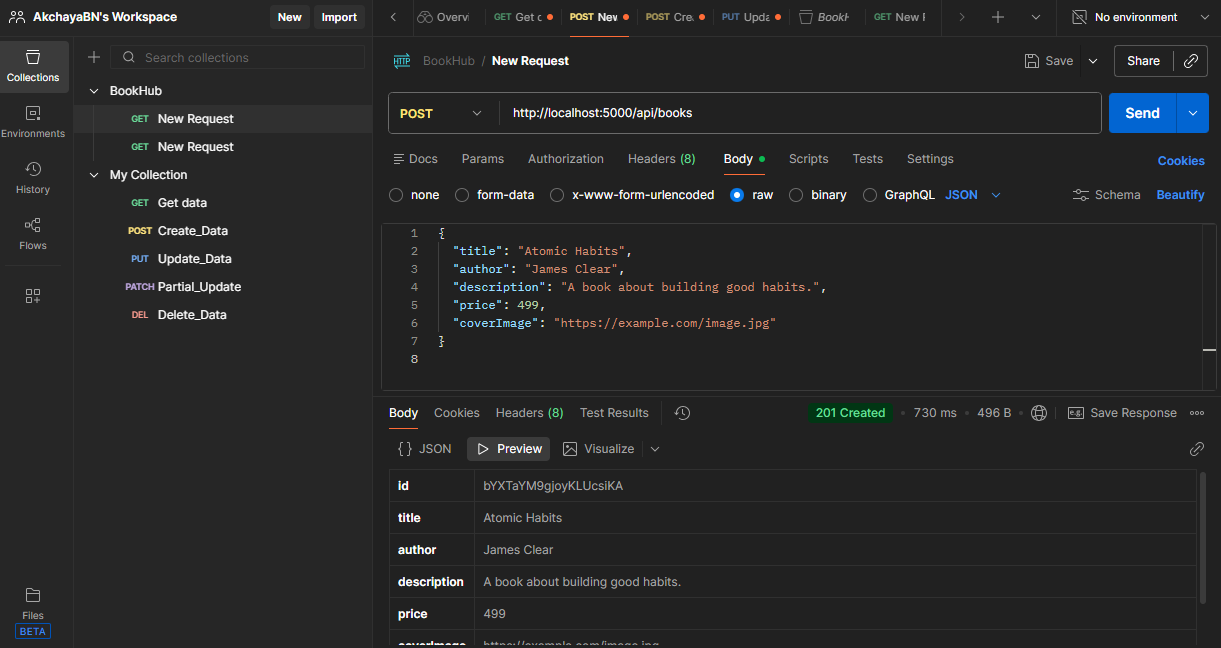 AkchayaBN's Workspace
New
Import
Overvi
GET Get c
POST New
POST Cre
PUT Upda
BookH
GET New F
No environment
Collections
Environments
History
Flows
Files
BETA
Search collections
BookHub
GET New Request
GET New Request
My Collection
GET Get data
POST Create_Data
PUT Update_Data
PATCH Partial_Update
DEL Delete_Data
HTTP BookHub / New Request
Save
Share
POST
http://localhost:5000/api/books
Send
Docs
Params
Authorization
Headers (8)
Body
Scripts
Tests
Settings
Cookies
none
form-data
x-www-form-urlencoded
raw
binary
GraphQL
JSON
Schema
Beautify
1 {
2 "title": "Atomic Habits",
3 "author": "James Clear",
4 "description": "A book about building good habits.",
5 "price": 499,
6 "coverImage": "https://example.com/image.jpg"
7 }
8
Body
Cookies
Headers (8)
Test Results
201 Created
730 ms
496 B
e.g. Save Response
{} JSON
Preview
Visualize
id bYXTaYM9gjoyKLUcsiKA
title Atomic Habits
author James Clear
description A book about building good habits.
price 499
coverImage https://example.com/image.jpg